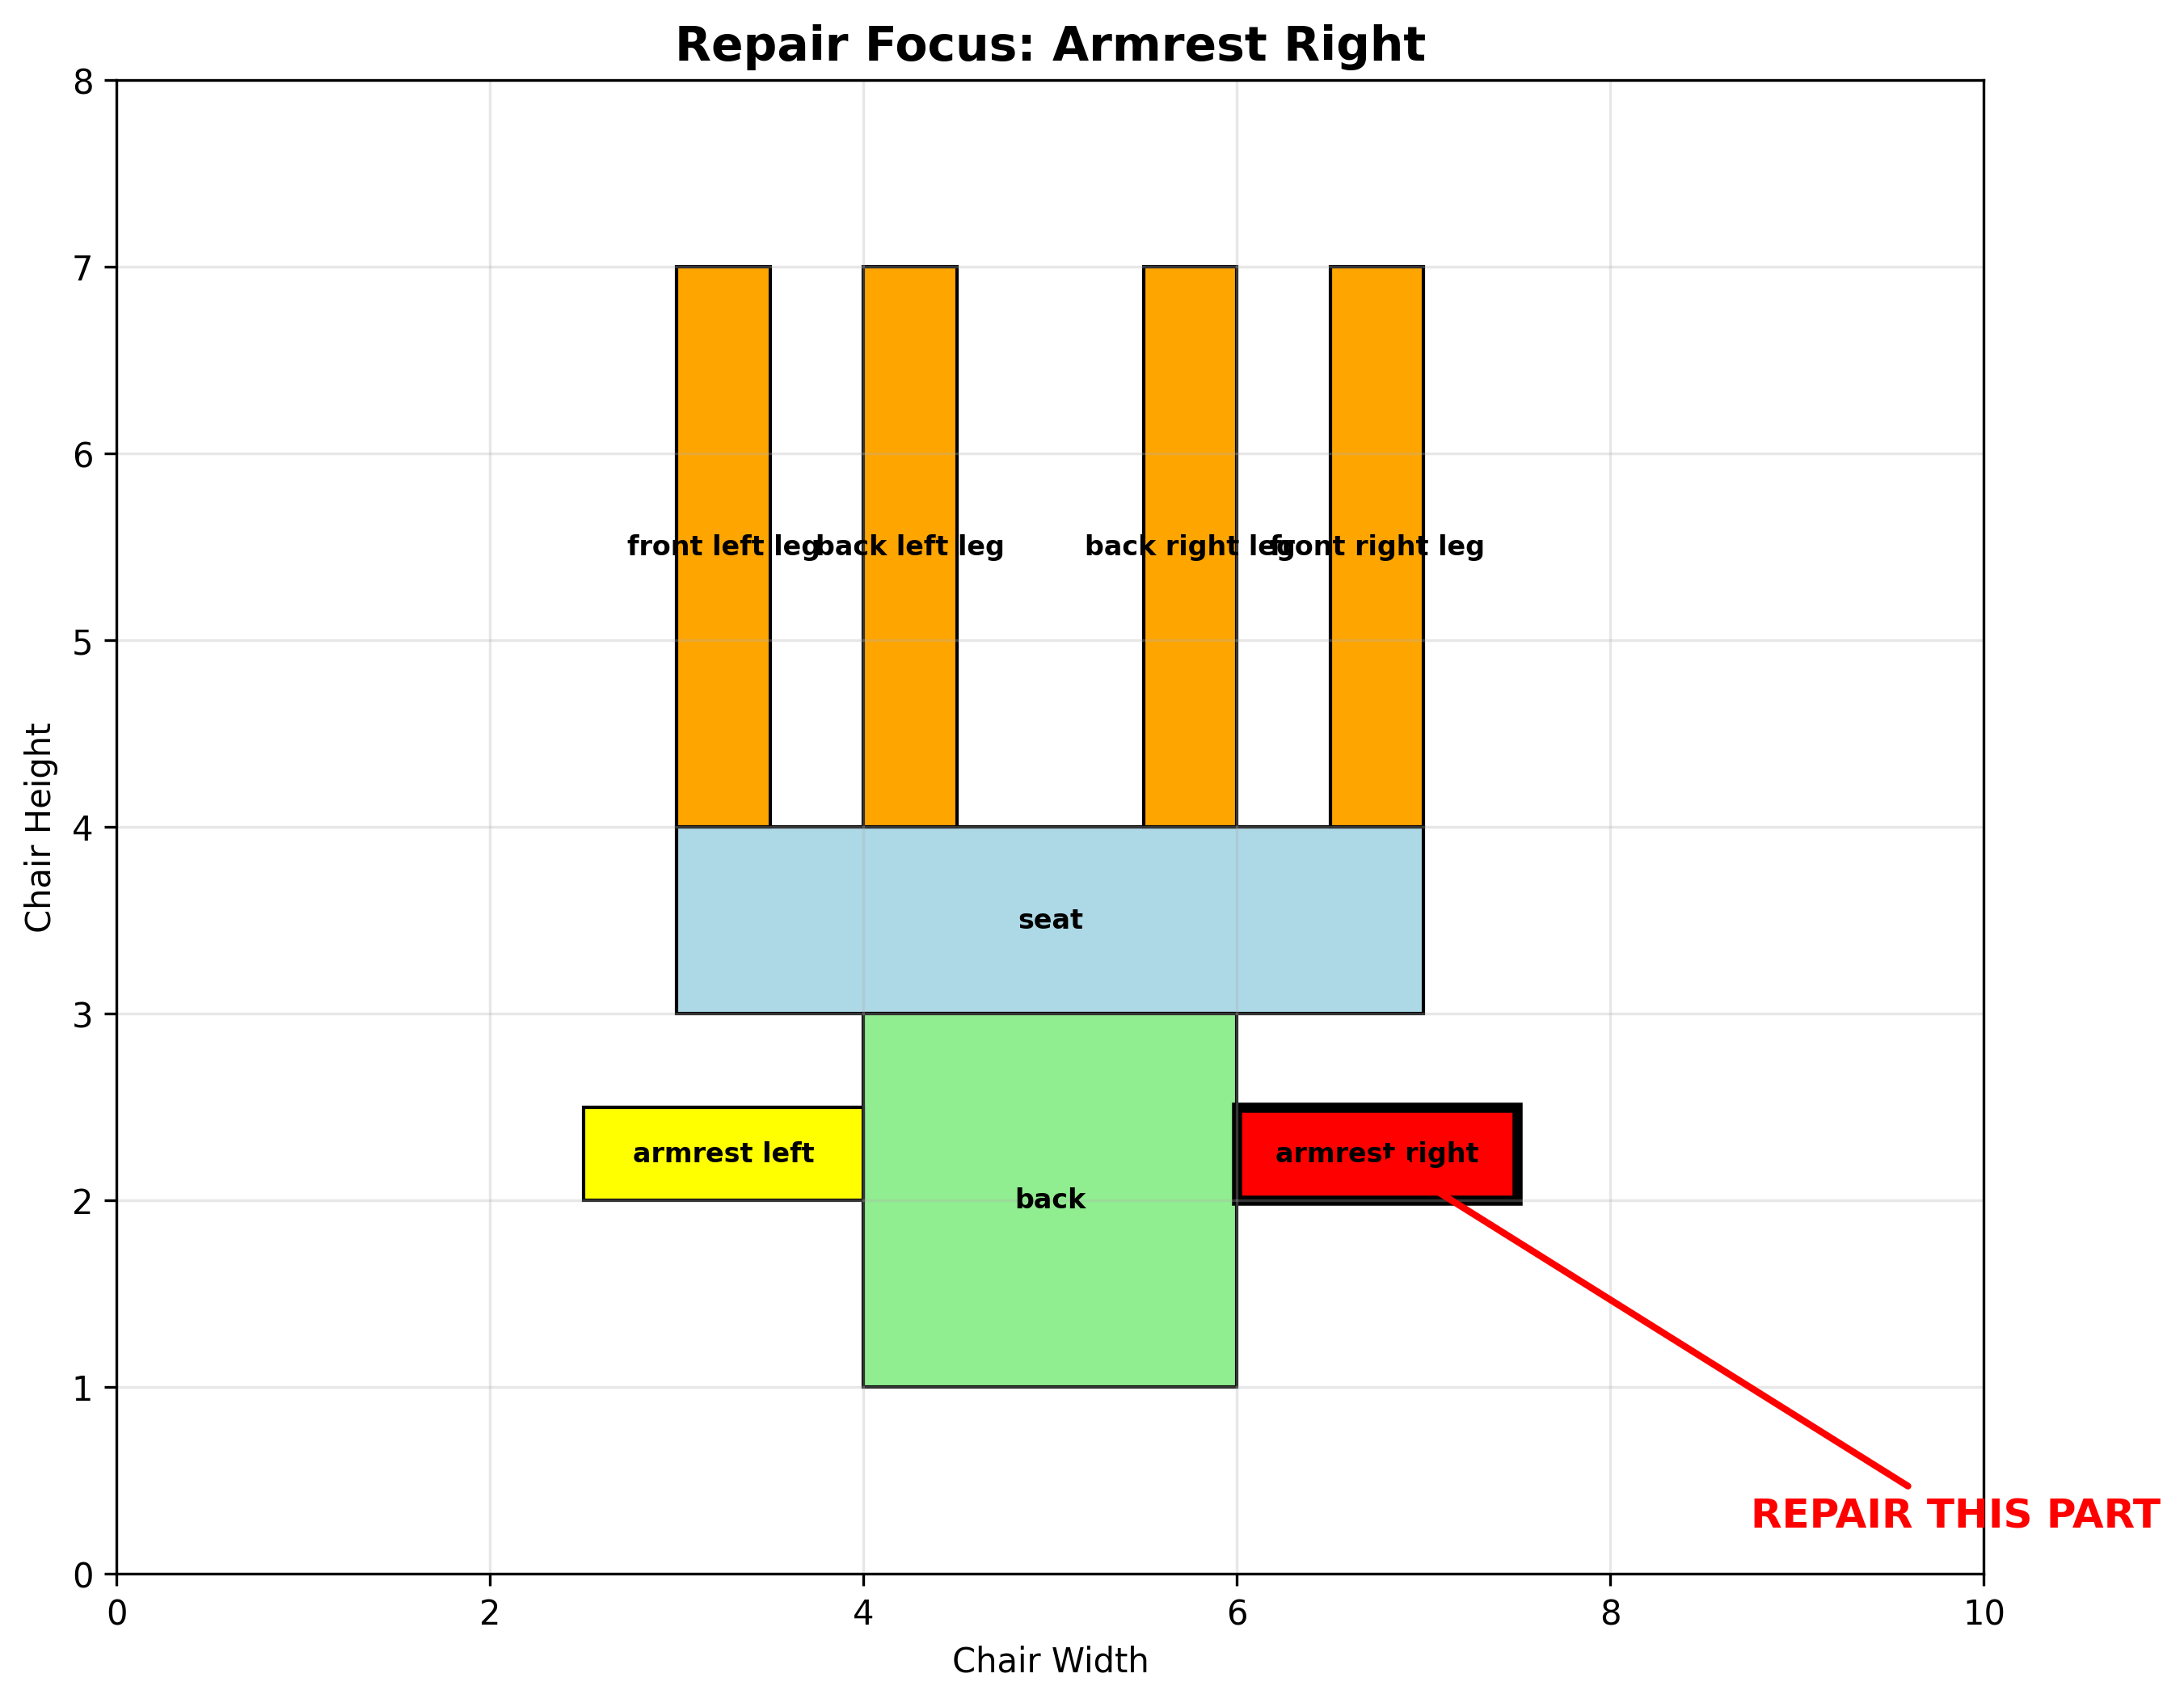 Repair Focus: Armrest Right
8
7
6
5
4
3
2
1
0
Chair Height
front left leg
back left leg
back right leg
front right leg
seat
armrest left
armrest right
back
REPAIR THIS PART
0 2 4 6 8 10
Chair Width